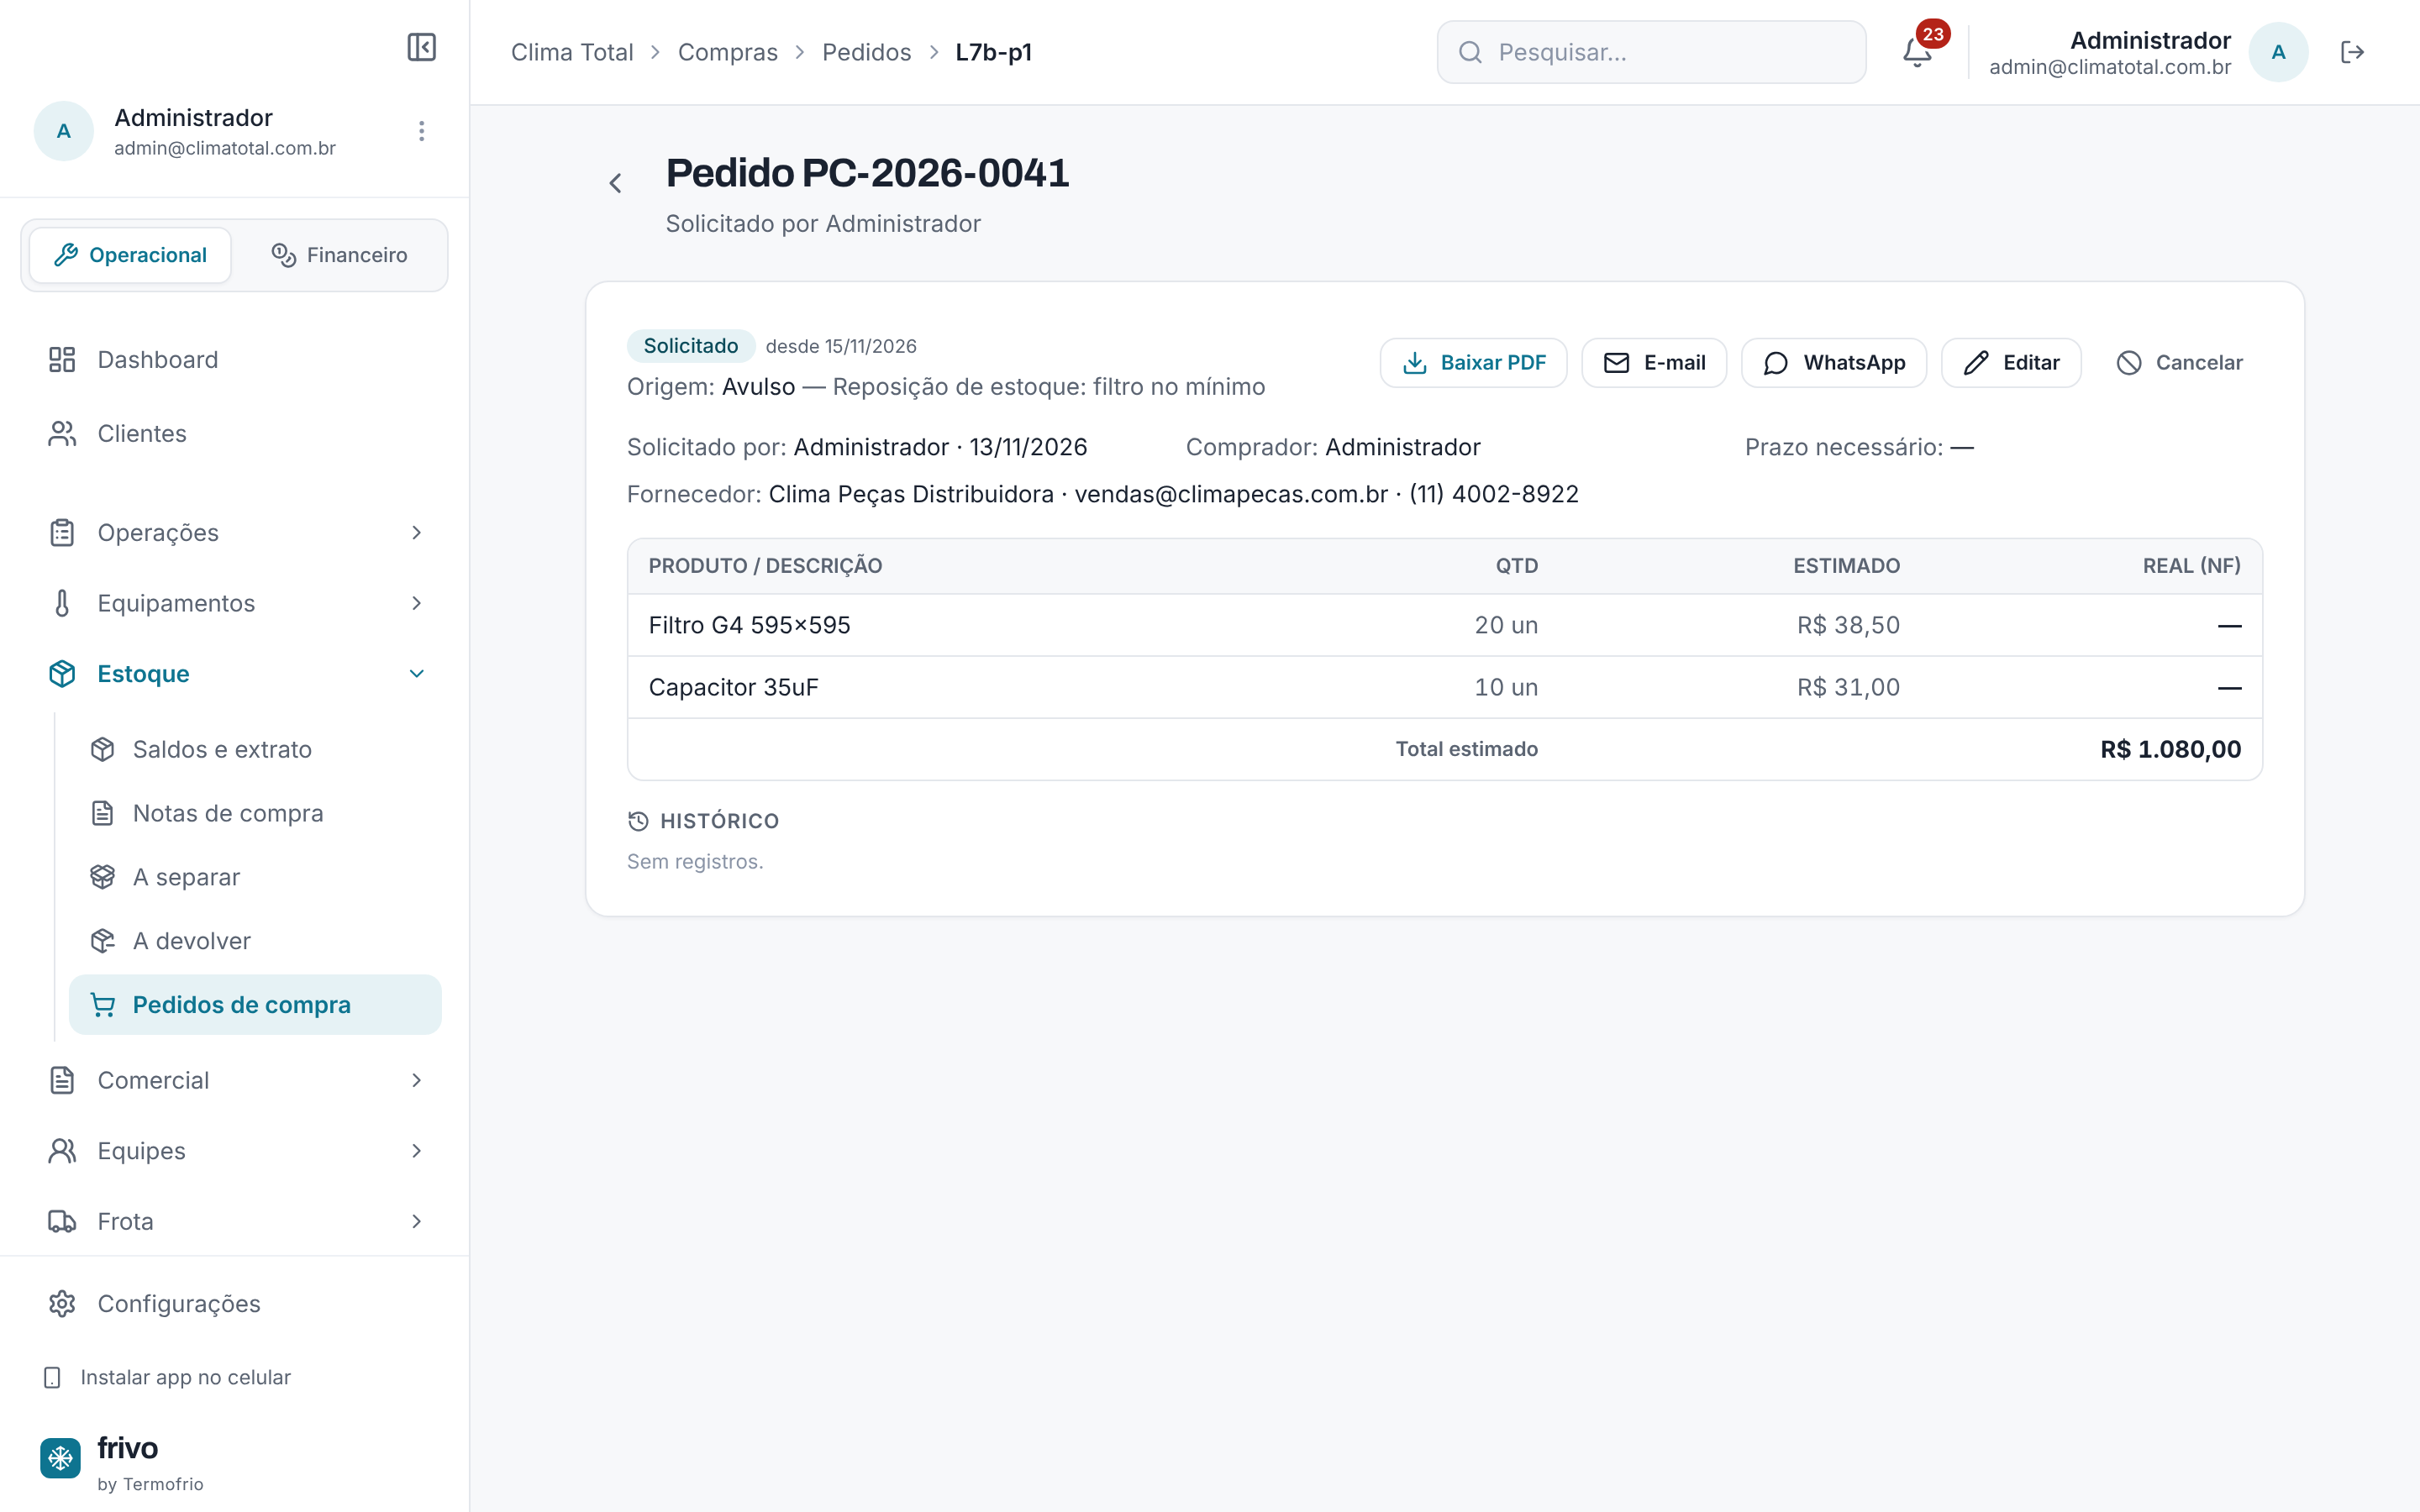 Administrador
admin@climatotal.com.br
A
Operacional
Financeiro
Dashboard
Clientes
Operações
Equipamentos
Estoque
Saldos e extrato
Notas de compra
A separar
A devolver
Pedidos de compra
Comercial
Equipes
Frota
Configurações
Instalar app no celular
frivo
by Termofrio
Clima Total > Compras > Pedidos > L7b-p1
Pesquisar...
23
Administrador
admin@climatotal.com.br
A
Pedido PC-2026-0041
Solicitado por Administrador
Solicitado desde 15/11/2026
Origem: Avulso — Reposição de estoque: filtro no mínimo
Baixar PDF
E-mail
WhatsApp
Editar
Cancelar
Solicitado por: Administrador · 13/11/2026
Comprador: Administrador
Prazo necessário: —
Fornecedor: Clima Peças Distribuidora · vendas@climapecas.com.br · (11) 4002-8922
PRODUTO / DESCRIÇÃO QTD ESTIMADO REAL (NF)
Filtro G4 595×595 20 un R$ 38,50 —
Capacitor 35uF 10 un R$ 31,00 —
Total estimado R$ 1.080,00
HISTÓRICO
Sem registros.